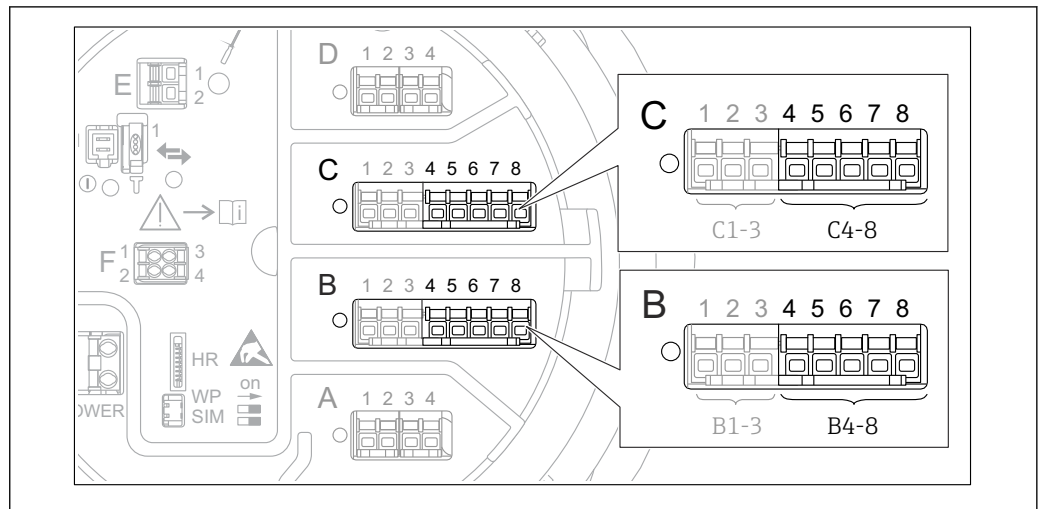 D 1 2 3 4
E 1
2
1
C 1 2 3 4 5 6 7 8
i
F 1 3
2 4
B 1 2 3 4 5 6 7 8
HR
WP on
SIM
OWER
A 1 2 3 4
C 1 2 3 4 5 6 7 8
C1-3 C4-8
B 1 2 3 4 5 6 7 8
B1-3 B4-8